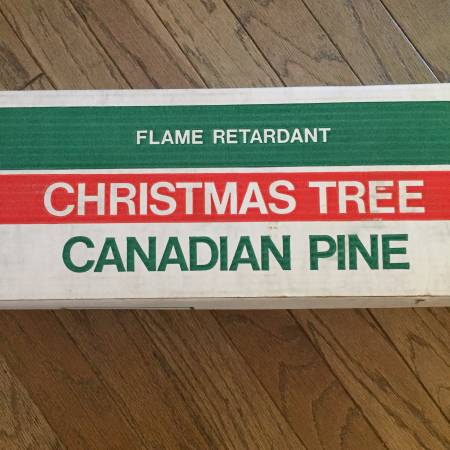 FLAME RETARDANT
CHRISTMAS TREE
CANADIAN PINE